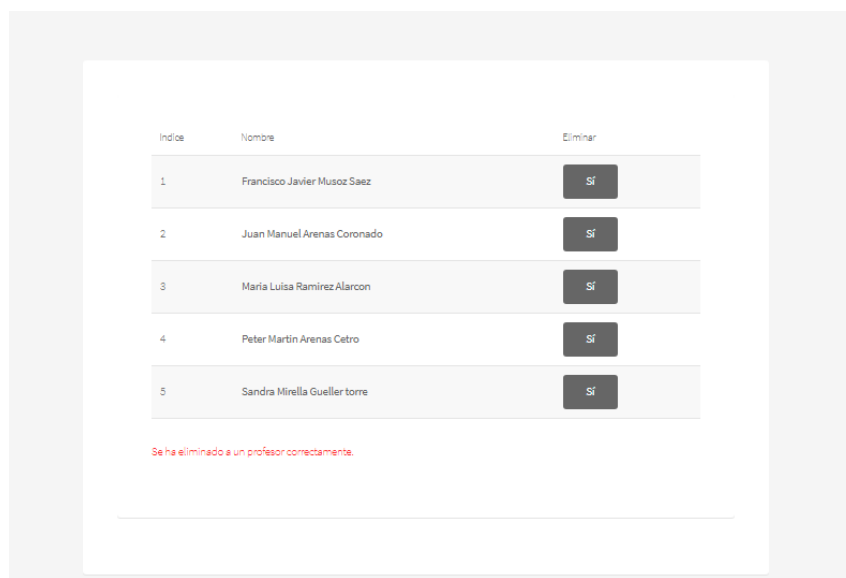 Indice Nombre Eliminar
1 Francisco Javier Musoz Saez Sí
2 Juan Manuel Arenas Coronado Sí
3 Maria Luisa Ramirez Alarcon Sí
4 Peter Martin Arenas Cetro Sí
5 Sandra Mirella Gueller torre Sí
Se ha eliminado a un profesor correctamente.